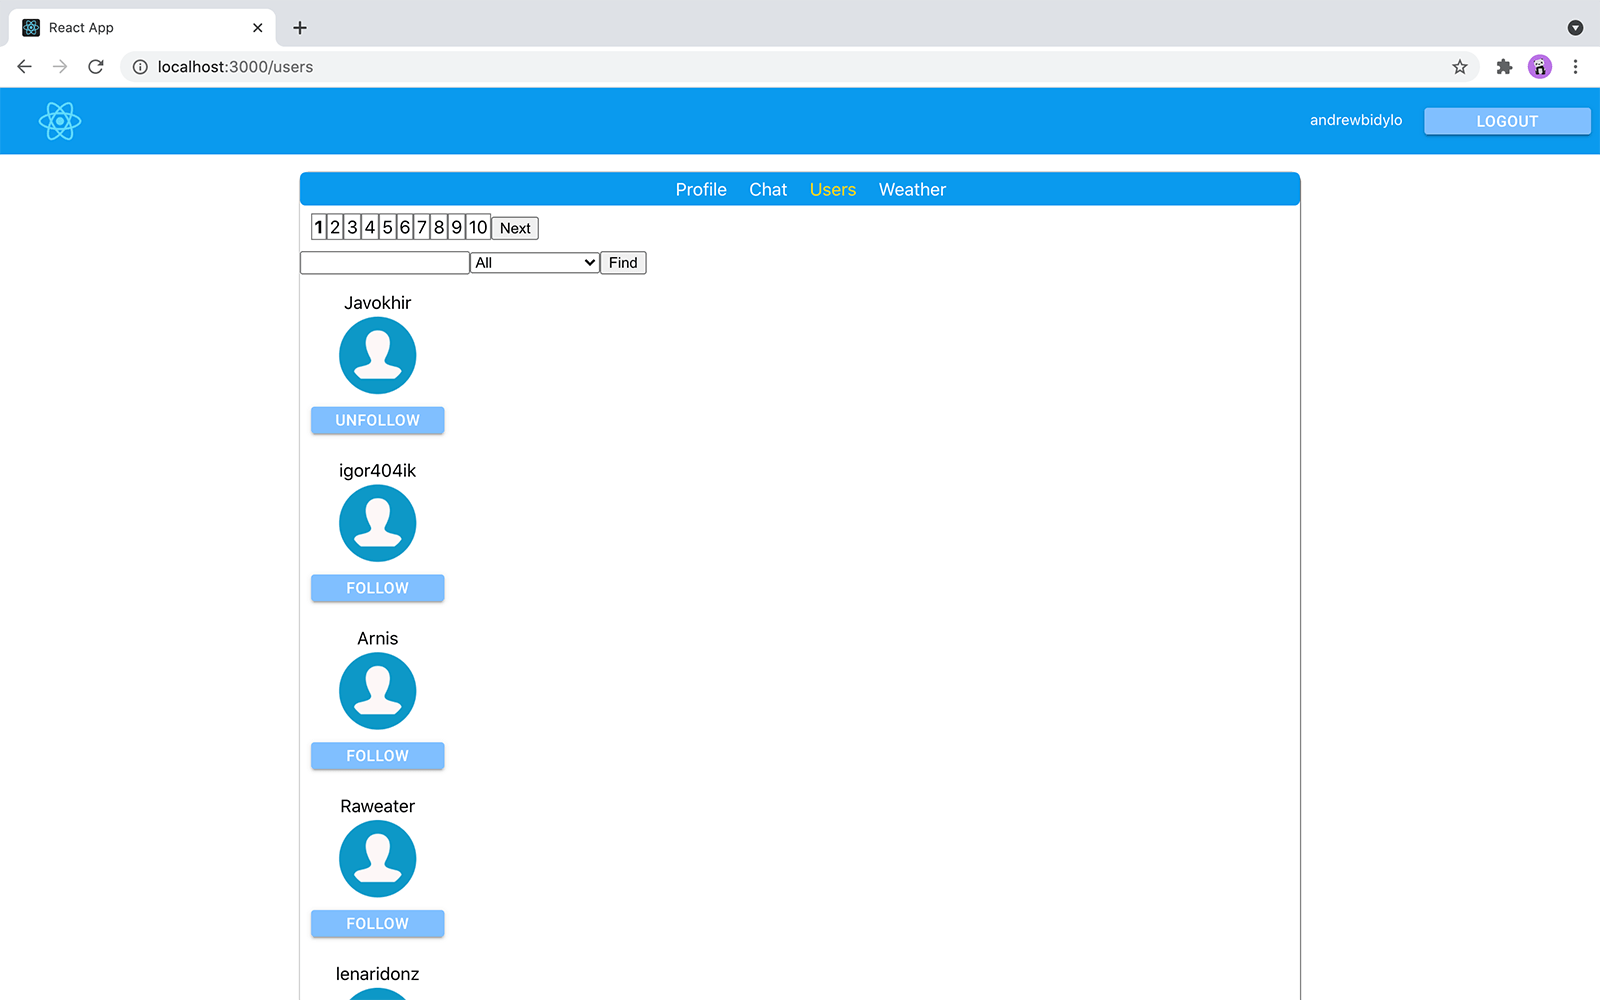 React App
localhost:3000/users
andrewbidylo LOGOUT
Profile Chat Users Weather
1 2 3 4 5 6 7 8 9 10 Next
All Find
Javokhir
UNFOLLOW
igor404ik
FOLLOW
Arnis
FOLLOW
Raweater
FOLLOW
lenaridonz